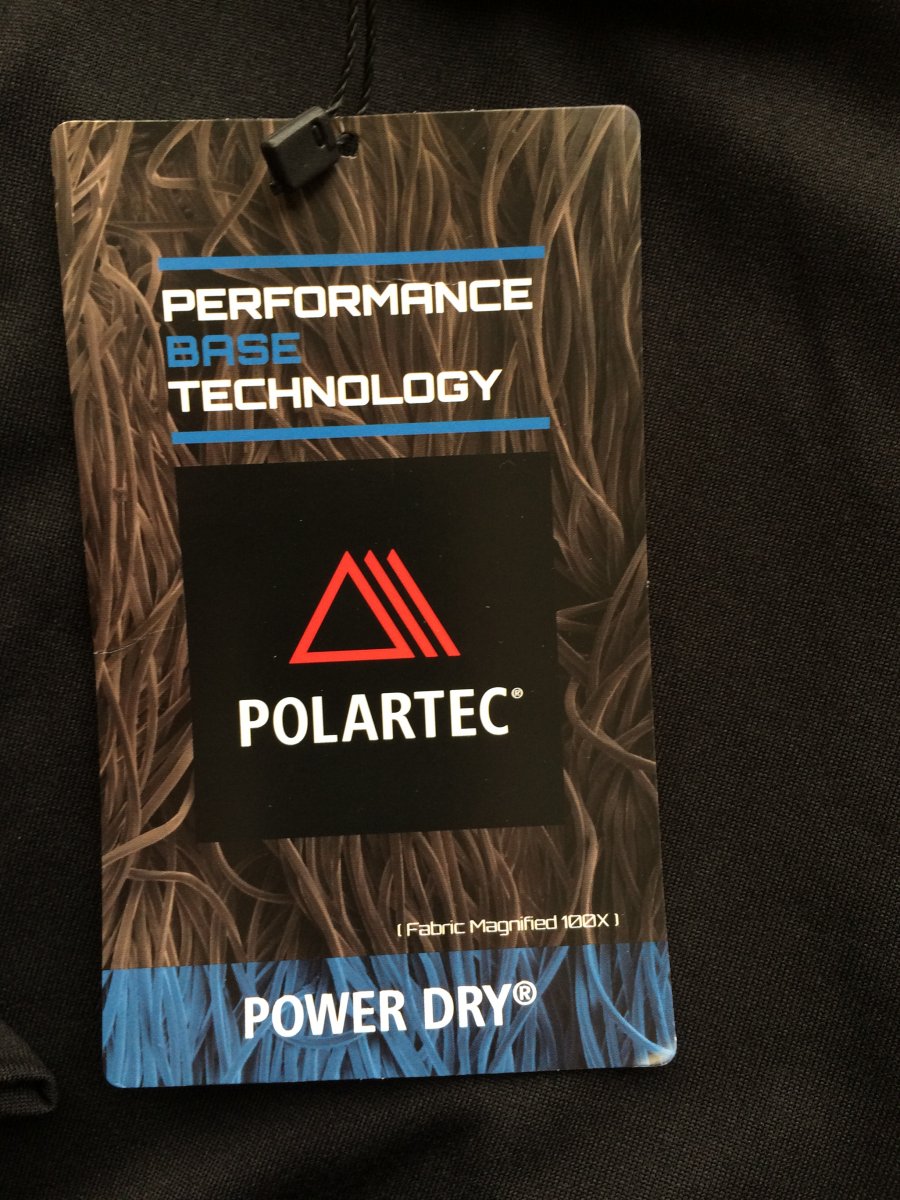 PERFORMANCE
BASE
TECHNOLOGY
POLARTEC®
( Fabric Magnified 100X )
POWER DRY®